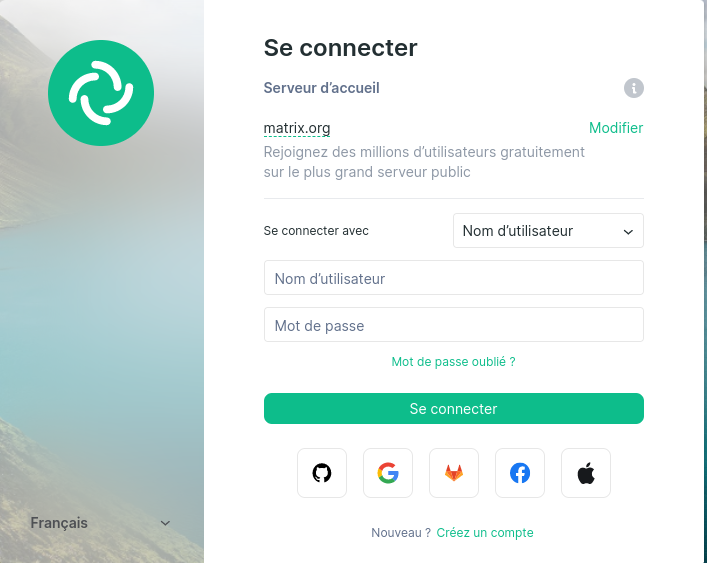 Se connecter
Serveur d’accueil
matrix.org
Modifier
Rejoignez des millions d’utilisateurs gratuitement
sur le plus grand serveur public
Se connecter avec
Nom d’utilisateur
Nom d’utilisateur
Mot de passe
Mot de passe oublié ?
Se connecter
Nouveau ? Créez un compte
Français